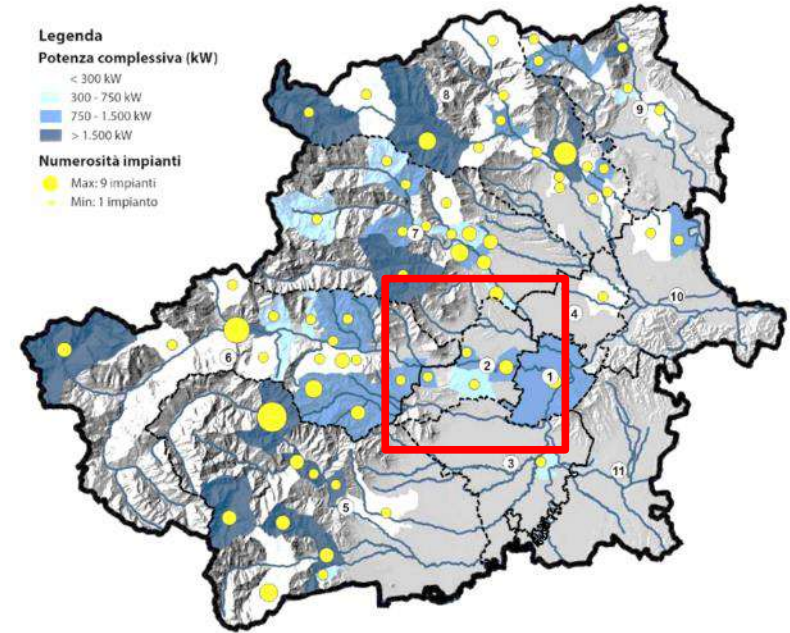 Legenda
Potenza complessiva (kW)
< 300 kW
300 - 750 kW
750 - 1.500 kW
> 1.500 kW
Numerosità impianti
Max: 9 impianti
Min: 1 impianto
8
9
7
10
4
6
2
1
3
11
5